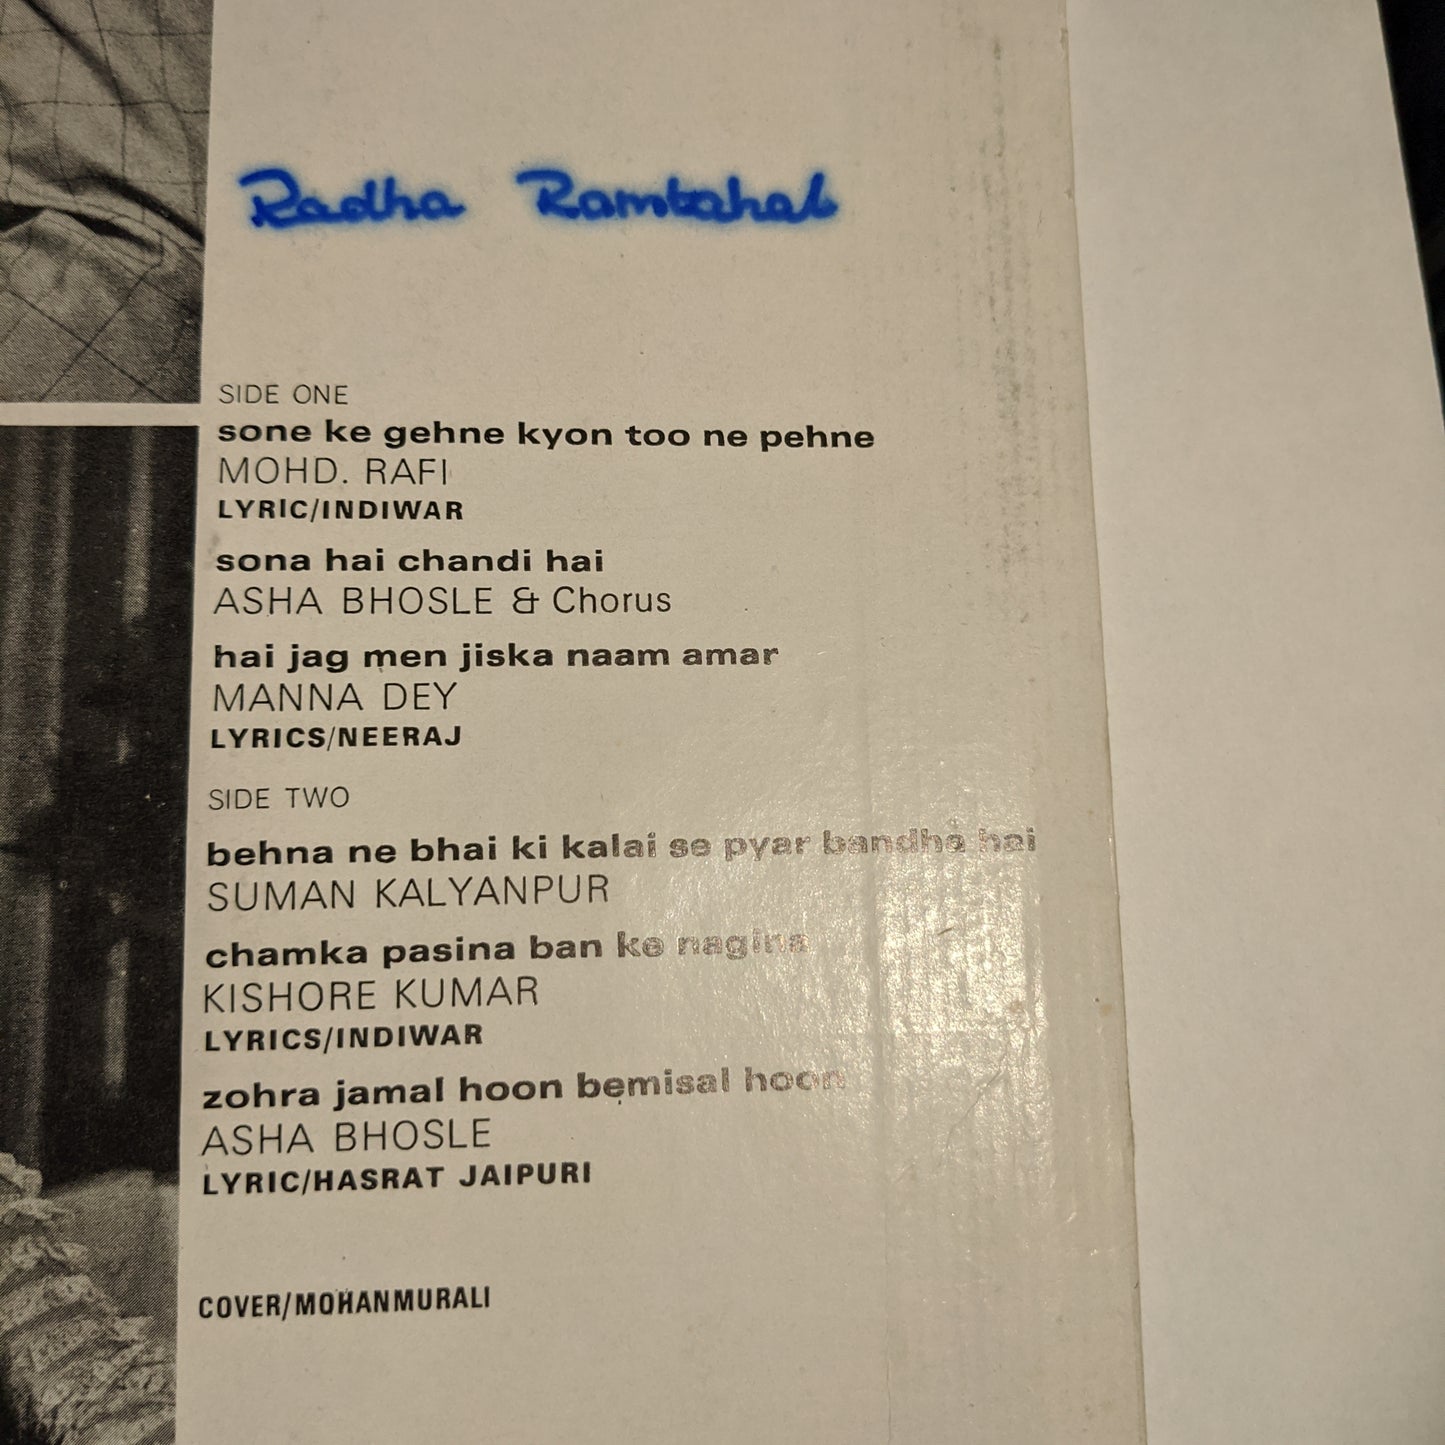 Radha Ramtahal
SIDE ONE
sone ke gehne kyon too ne pehne
MOHD. RAFI
LYRIC/INDIWAR
sona hai chandi hai
ASHA BHOSLE & Chorus
hai jag men jiska naam amar
MANNA DEY
LYRICS/NEERAJ
SIDE TWO
behna ne bhai ki kalai se pyar bandha hai
SUMAN KALYANPUR
chamka pasina ban ke nagina
KISHORE KUMAR
LYRICS/INDIWAR
zohra jamal hoon bemisal hoon
ASHA BHOSLE
LYRIC/HASRAT JAIPURI
COVER/MOHANMURALI